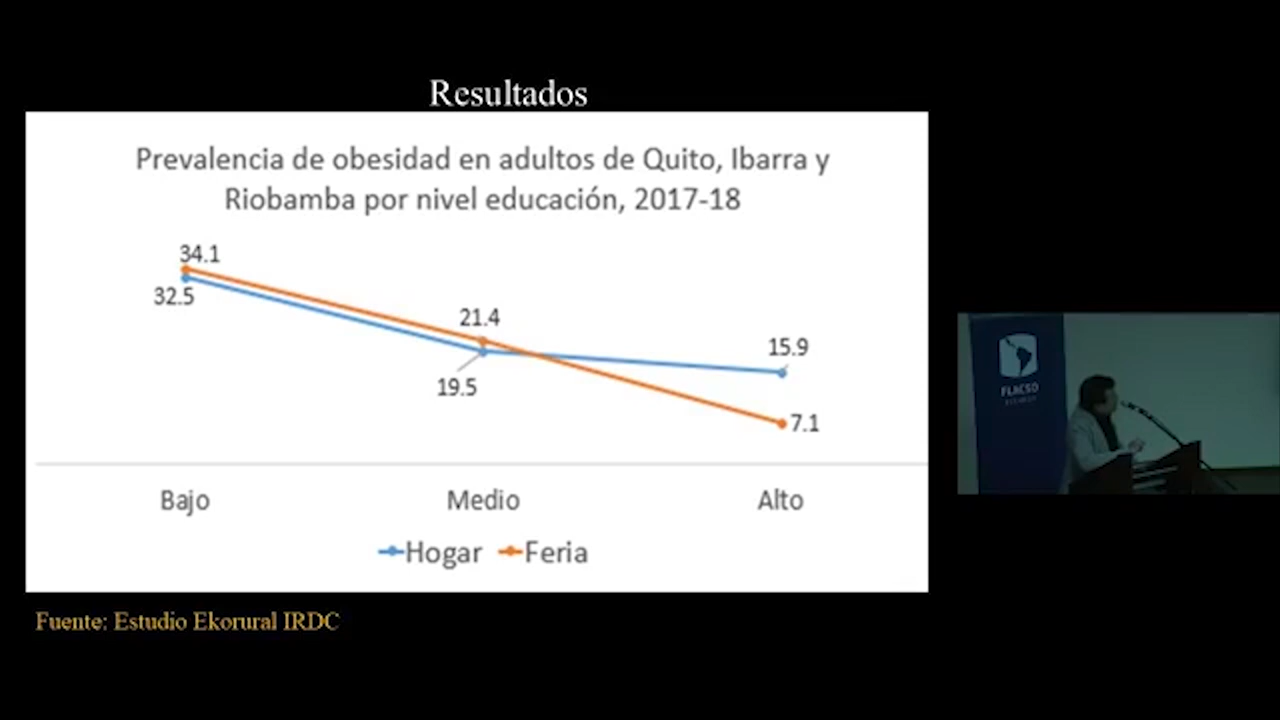 Resultados
Prevalencia de obesidad en adultos de Quito, Ibarra y
Riobamba por nivel educación, 2017-18
34.1
32.5
21.4
19.5
15.9
7.1
Bajo Medio Alto
Hogar Feria
Fuente: Estudio Ekorural IRDC
FLACSO